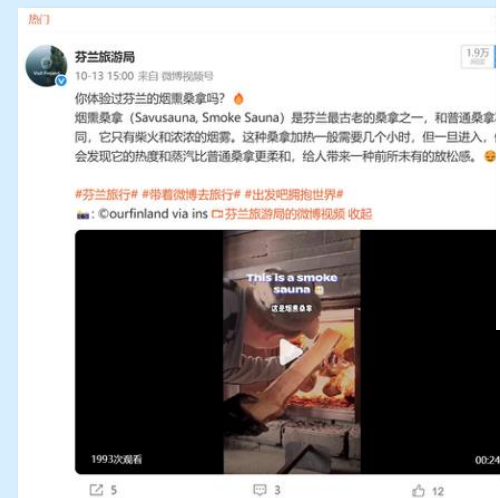 热门
芬兰旅游局
1.9万
10-13 15:00 来自 微博视频号
你体验过芬兰的烟熏桑拿吗？🔥
烟熏桑拿（Savusauna, Smoke Sauna）是芬兰最古老的桑拿之一，和普通桑拿
同，它只有柴火和浓浓的烟雾。这种桑拿加热一般需要几个小时，但一旦进入，
会发现它的热度和蒸汽比普通桑拿更柔和，给人带来一种前所未有的放松感。😌
#芬兰旅行# #带着微博去旅行# #出发吧拥抱世界#
📸: ©ourfinland via ins 芬兰旅游局的微博视频 收起
This is a smoke
sauna 😁
这是烟熏桑拿
1993次观看
00:24
5
3
12